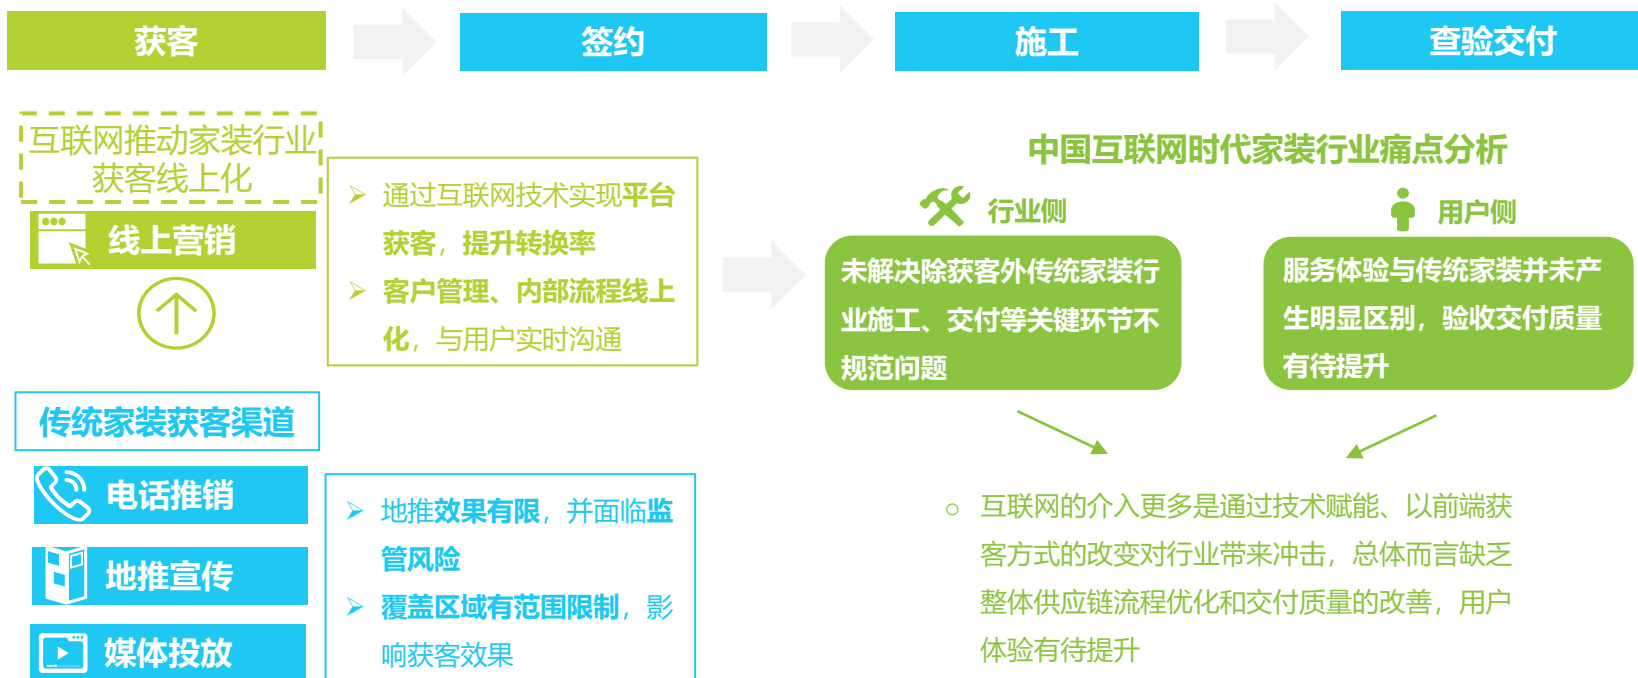 获客
签约
施工
查验交付
互联网推动家装行业
获客线上化
线上营销
➢ 通过互联网技术实现平台
获客，提升转换率
➢ 客户管理、内部流程线上
化，与用户实时沟通
传统家装获客渠道
电话推销
地推宣传
媒体投放
➢ 地推效果有限，并面临监
管风险
➢ 覆盖区域有范围限制，影
响获客效果
中国互联网时代家装行业痛点分析
行业侧
未解决除获客外传统家装行
业施工、交付等关键环节不
规范问题
用户侧
服务体验与传统家装并未产
生明显区别，验收交付质量
有待提升
○ 互联网的介入更多是通过技术赋能、以前端获
客方式的改变对行业带来冲击，总体而言缺乏
整体供应链流程优化和交付质量的改善，用户
体验有待提升